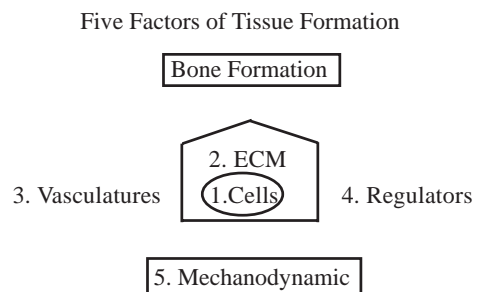 Five Factors of Tissue Formation
Bone Formation
2. ECM
3. Vasculatures
1.Cells
4. Regulators
5. Mechanodynamic